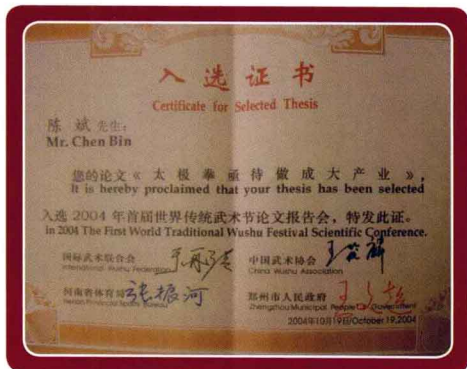 入选证书
Certificate for Selected Thesis
陈斌先生：
Mr. Chen Bin
您的论文《太极拳亟待做成大产业》，
It is hereby proclaimed that your thesis has been selected
入选2004年首届世界传统武术节论文报告会，特发此证。
in 2004 The First World Traditional Wushu Festival Scientific Conference.
国际武术联合会 中国武术协会
International Wushu Federation China Wushu Association
河南省体育局 张振河 郑州市人民政府
Henan Provincial Sports Bureau Zhengzhou Municipal People's Government
2004年10月19日/October 19,2004